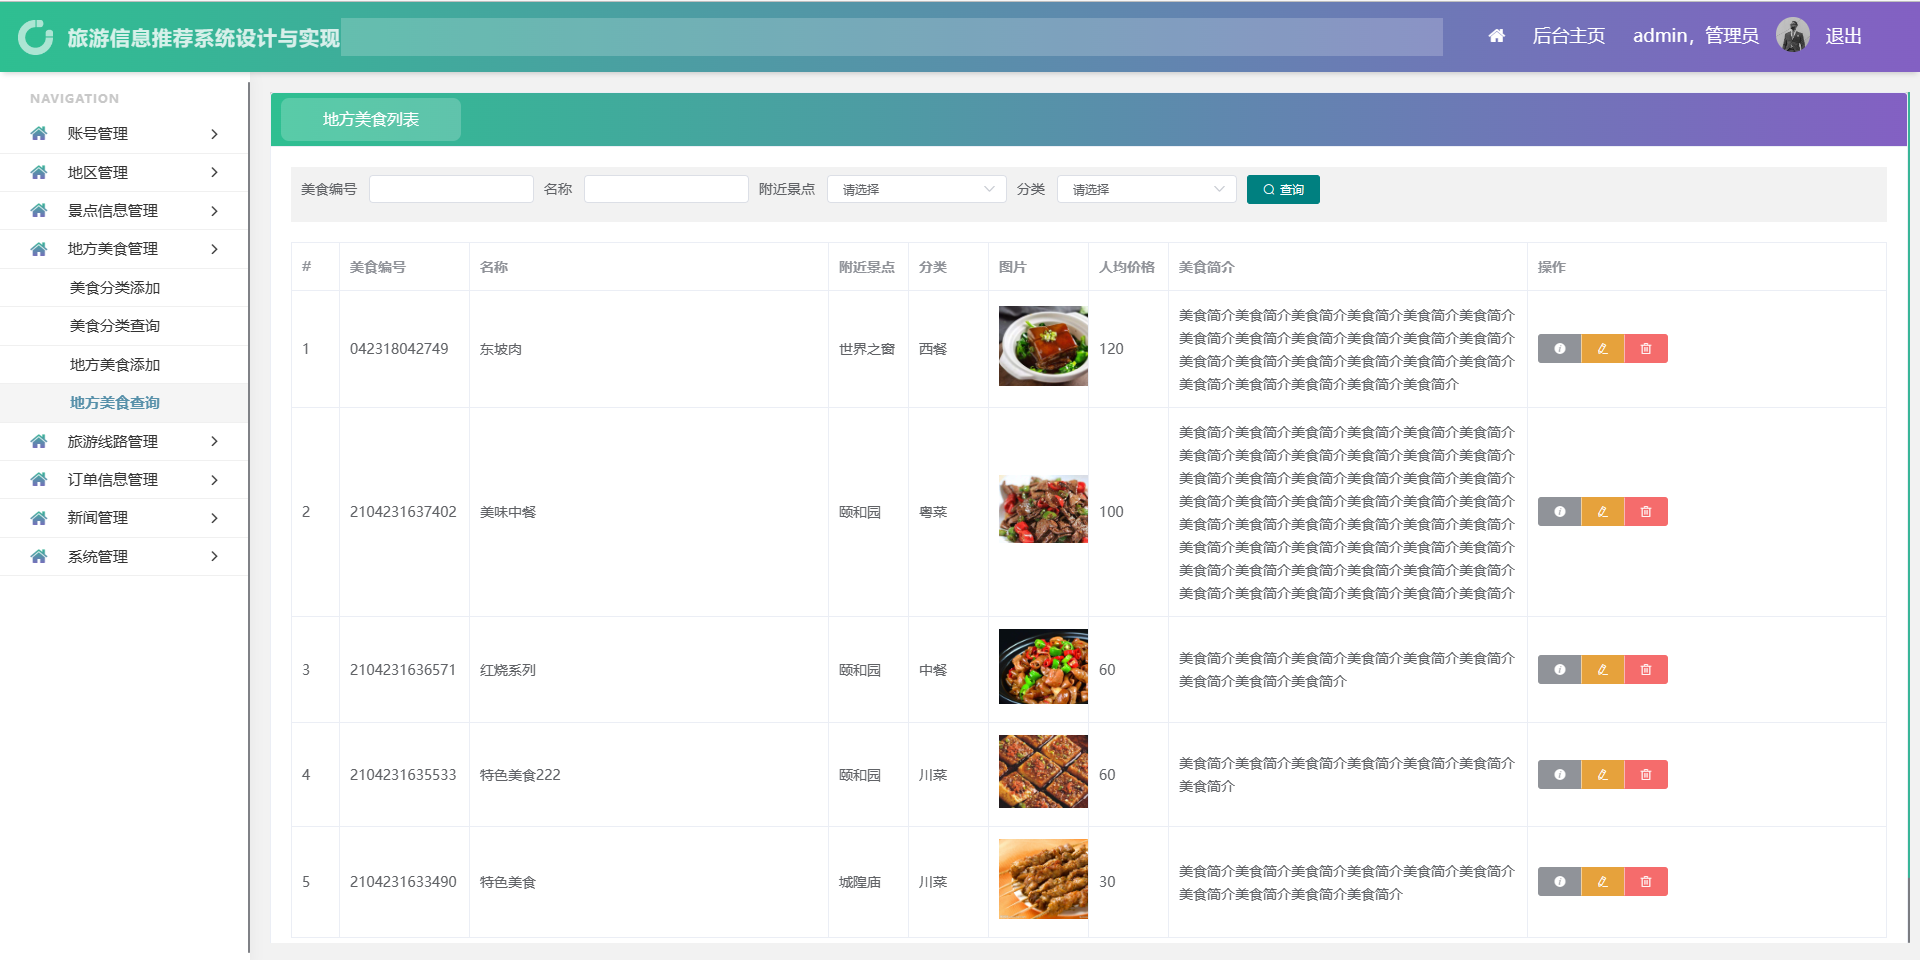 旅游信息推荐系统设计与实现
后台主页 admin，管理员 退出
NAVIGATION
账号管理
地区管理
景点信息管理
地方美食管理
美食分类添加
美食分类查询
地方美食添加
地方美食查询
旅游线路管理
订单信息管理
新闻管理
系统管理
地方美食列表
美食编号 名称 附近景点 请选择 分类 请选择 查询
# 美食编号 名称 附近景点 分类 图片 人均价格 美食简介 操作
1 042318042749 东坡肉 世界之窗 西餐 120
美食简介美食简介美食简介美食简介美食简介美食简介
美食简介美食简介美食简介美食简介美食简介美食简介
美食简介美食简介美食简介美食简介美食简介美食简介
美食简介美食简介美食简介美食简介美食简介
2 2104231637402 美味中餐 颐和园 粤菜 100
美食简介美食简介美食简介美食简介美食简介美食简介
美食简介美食简介美食简介美食简介美食简介美食简介
美食简介美食简介美食简介美食简介美食简介美食简介
美食简介美食简介美食简介美食简介美食简介美食简介
美食简介美食简介美食简介美食简介美食简介美食简介
美食简介美食简介美食简介美食简介美食简介美食简介
美食简介美食简介美食简介美食简介美食简介美食简介
美食简介美食简介美食简介美食简介美食简介美食简介
3 2104231636571 红烧系列 颐和园 中餐 60
美食简介美食简介美食简介美食简介美食简介美食简介
美食简介美食简介美食简介
4 2104231635533 特色美食222 颐和园 川菜 60
美食简介美食简介美食简介美食简介美食简介美食简介
美食简介
5 2104231633490 特色美食 城隍庙 川菜 30
美食简介美食简介美食简介美食简介美食简介美食简介
美食简介美食简介美食简介美食简介